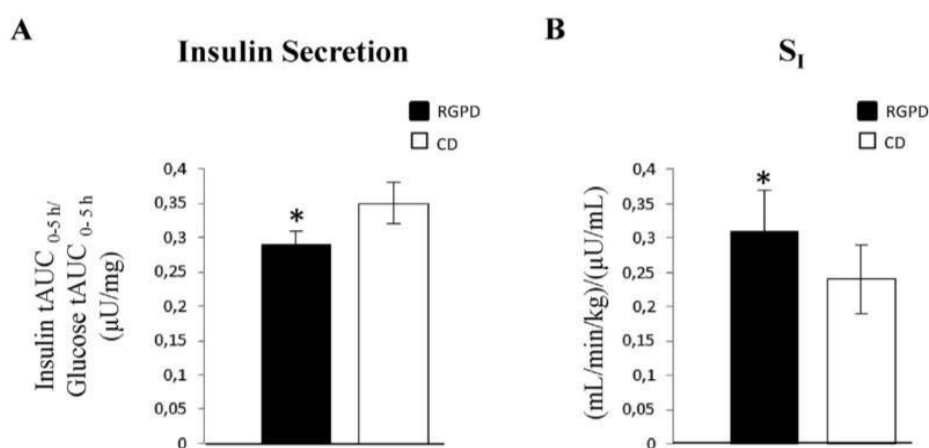 A
Insulin Secretion
RGPD
CD
Insulin tAUC 0-5 h/
Glucose tAUC 0- 5 h
(µU/mg)
0,4
0,35
0,3
0,25
0,2
0,15
0,1
0,05
0
*
B
SI
RGPD
CD
(mL/min/kg)/(µU/mL)
0,4
0,35
0,3
0,25
0,2
0,15
0,1
0,05
0
*